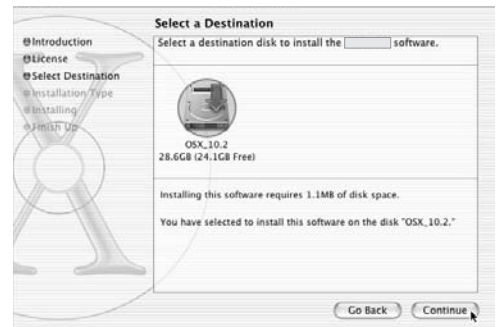 Select a Destination
Introduction
License
Select Destination
Installation Type
Installing
Finish Up
Select a destination disk to install the software.
OSX_10.2
28.6GB (24.1GB Free)
Installing this software requires 1.1MB of disk space.
You have selected to install this software on the disk "OSX_10.2."
Go Back
Continue